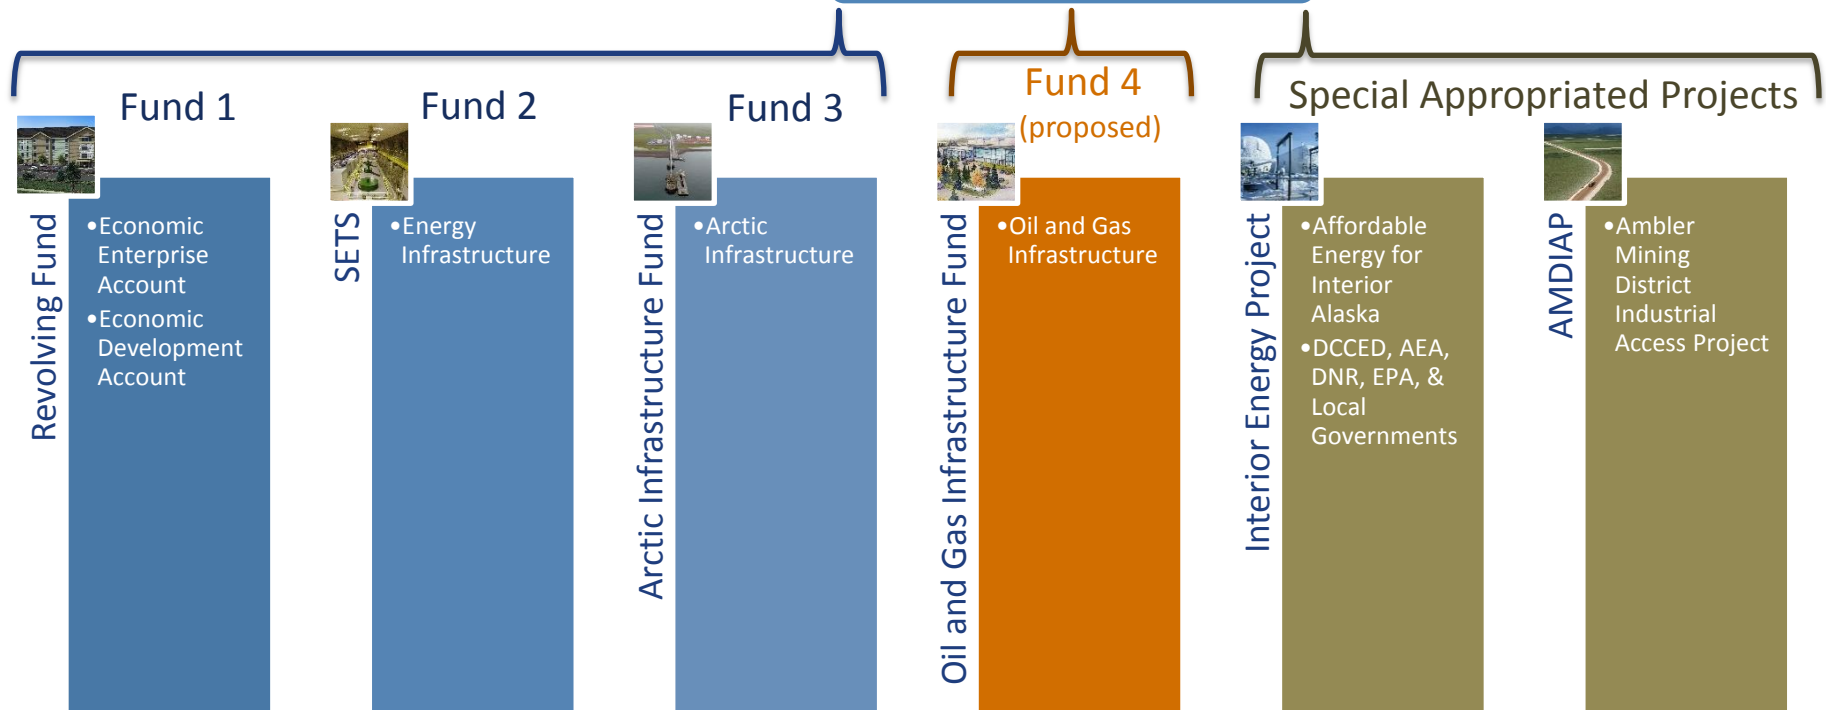 Fund 1
Revolving Fund
•Economic
Enterprise
Account
•Economic
Development
Account
Fund 2
SETS
•Energy
Infrastructure
Fund 3
Arctic Infrastructure Fund
•Arctic
Infrastructure
Fund 4
(proposed)
Oil and Gas Infrastructure Fund
•Oil and Gas
Infrastructure
Special Appropriated Projects
Interior Energy Project
•Affordable
Energy for
Interior
Alaska
•DCCED, AEA,
DNR, EPA, &
Local
Governments
AMDIAP
•Ambler
Mining
District
Industrial
Access Project